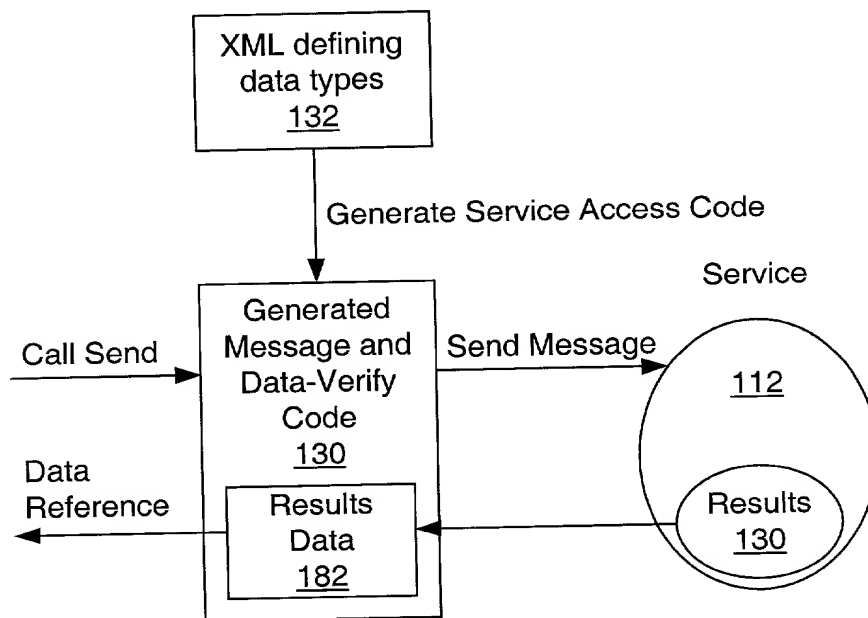 XML defining
data types
132
Generate Service Access Code
Service
Generated
Message and
Data-Verify
Code
130
Call Send
Send Message
112
Data
Reference
Results
Data
182
Results
130